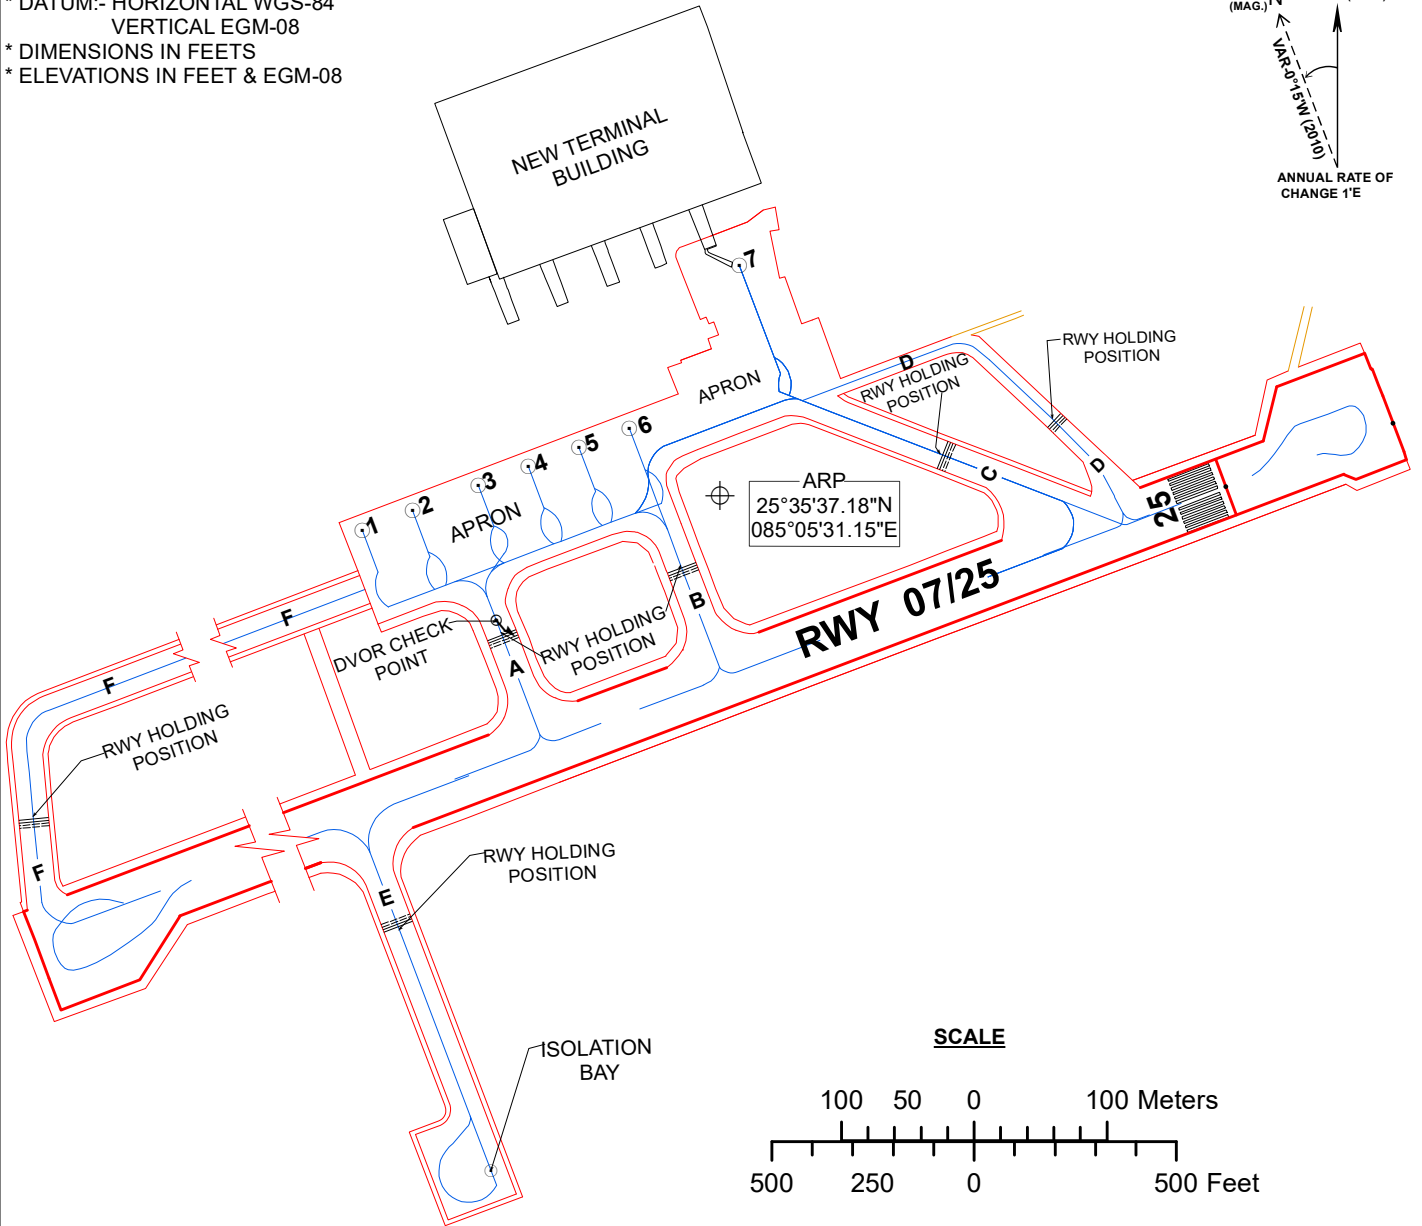 * DATUM:- HORIZONTAL WGS-84
VERTICAL EGM-08
* DIMENSIONS IN FEETS
* ELEVATIONS IN FEET & EGM-08
(MAG.) N
VAR-0°15'W (2010)
ANNUAL RATE OF
CHANGE 1'E
NEW TERMINAL
BUILDING
7
RWY HOLDING
POSITION
D
RWY HOLDING
POSITION
APRON
6
5
4
3
2
1
APRON
C
D
25
ARP
25°35'37.18"N
085°05'31.15"E
RWY 07/25
B
F
DVOR CHECK
POINT
RWY HOLDING
POSITION
A
F
RWY HOLDING
POSITION
F
RWY HOLDING
POSITION
E
ISOLATION
BAY
SCALE
100 50 0 100 Meters
500 250 0 500 Feet